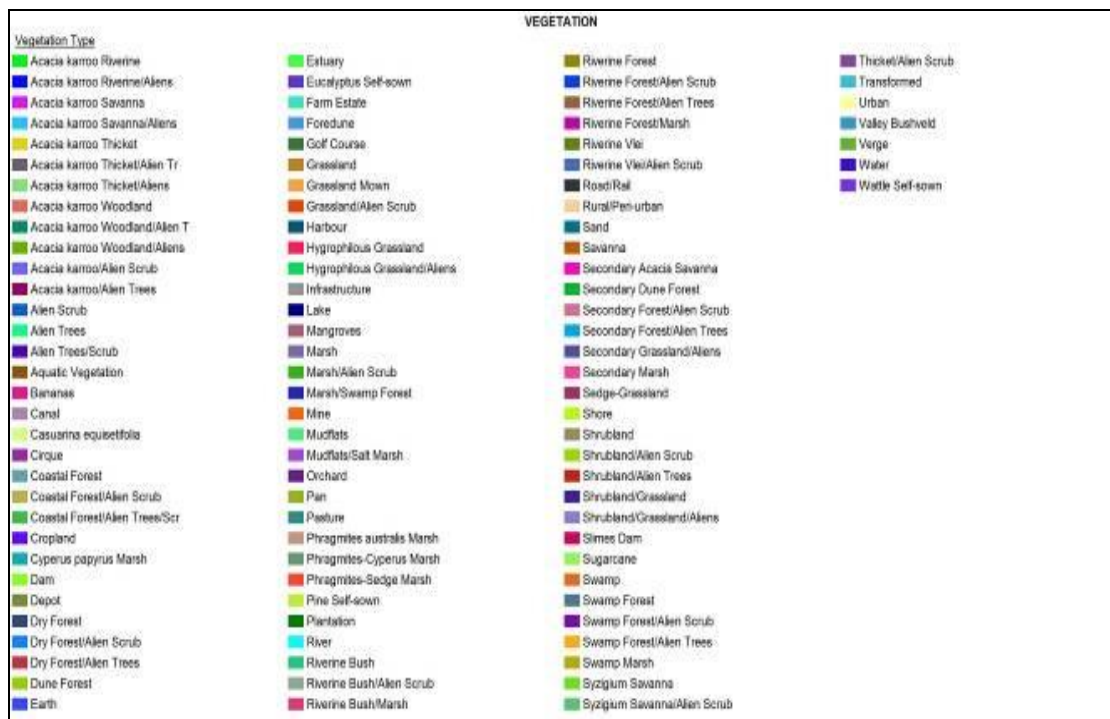 VEGETATION
Vegetation Type
Acacia karroo Riverine
Acacia karroo Riverine/Aliens
Acacia karroo Savanna
Acacia karroo Savanna/Aliens
Acacia karroo Thicket
Acacia karroo Thicket/Alien Tr
Acacia karroo Thicket/Aliens
Acacia karroo Woodland
Acacia karroo Woodland/Alien T
Acacia karroo Woodland/Aliens
Acacia karroo/Alien Scrub
Acacia karroo/Alien Trees
Alien Scrub
Alien Trees
Alien Trees/Scrub
Aquatic Vegetation
Bananas
Canal
Casuarina equisetifolia
Cirque
Coastal Forest
Coastal Forest/Alien Scrub
Coastal Forest/Alien Trees/Scr
Cropland
Cyperus papyrus Marsh
Dam
Depot
Dry Forest
Dry Forest/Alien Scrub
Dry Forest/Alien Trees
Dune Forest
Earth
Estuary
Eucalyptus Self-sown
Farm Estate
Foredune
Golf Course
Grassland
Grassland Mown
Grassland/Alien Scrub
Harbour
Hygrophilous Grassland
Hygrophilous Grassland/Aliens
Infrastructure
Lake
Mangroves
Marsh
Marsh/Alien Scrub
Marsh/Swamp Forest
Mine
Mudflats
Mudflats/Salt Marsh
Orchard
Pan
Pasture
Phragmites australis Marsh
Phragmites-Cyperus Marsh
Phragmites-Sedge Marsh
Pine Self-sown
Plantation
River
Riverine Bush
Riverine Bush/Alien Scrub
Riverine Bush/Marsh
Riverine Forest
Riverine Forest/Alien Scrub
Riverine Forest/Alien Trees
Riverine Forest/Marsh
Riverine Vlei
Riverine Vlei/Alien Scrub
Road/Rail
Rural/Peri-urban
Sand
Savanna
Secondary Acacia Savanna
Secondary Dune Forest
Secondary Forest/Alien Scrub
Secondary Forest/Alien Trees
Secondary Grassland/Aliens
Secondary Marsh
Sedge-Grassland
Shore
Shrubland
Shrubland/Alien Scrub
Shrubland/Alien Trees
Shrubland/Grassland
Shrubland/Grassland/Aliens
Slimes Dam
Sugarcane
Swamp
Swamp Forest
Swamp Forest/Alien Scrub
Swamp Forest/Alien Trees
Swamp Marsh
Syzigium Savanna
Syzigium Savanna/Alien Scrub
Thicket/Alien Scrub
Transformed
Urban
Valley Bushveld
Verge
Water
Wattle Self-sown